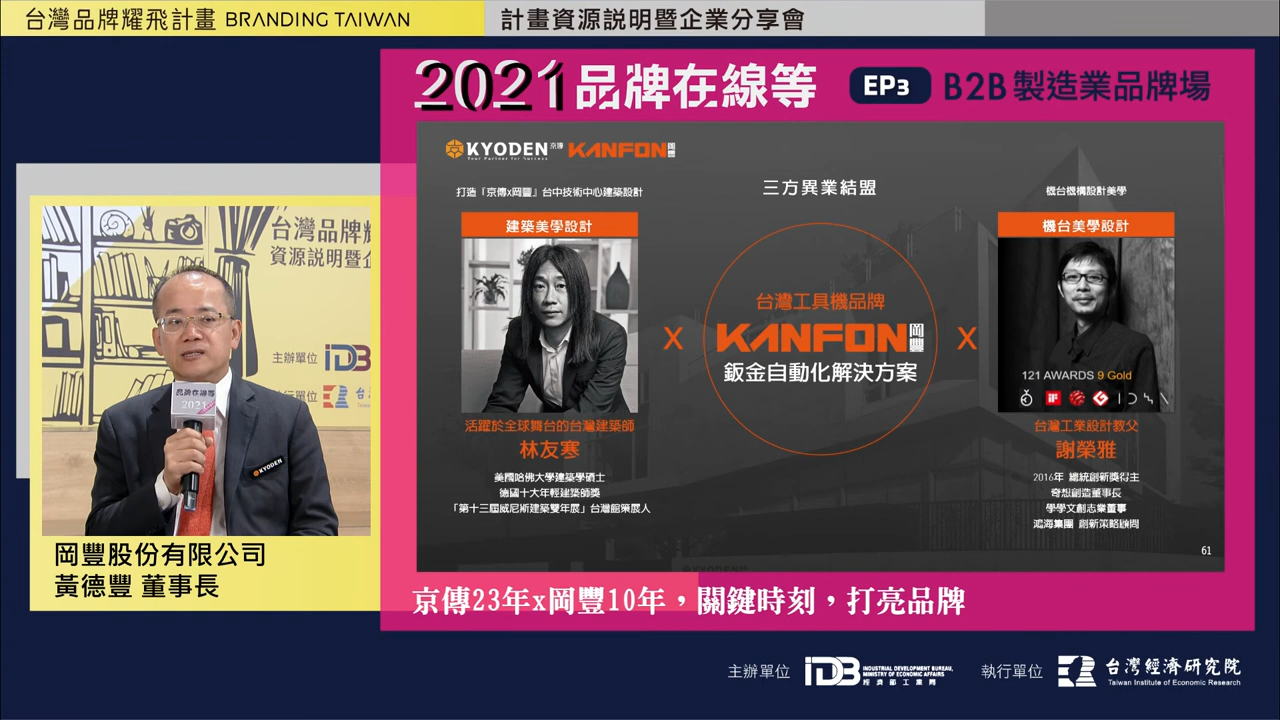 台灣品牌耀飛計畫 BRANDING TAIWAN
計畫資源説明暨企業分享會
2021品牌在線等
EP3
B2B製造業品牌場
KYODEN 京傳
Your Partner for Success
KANFON 岡豐
打造『京傳x岡豐』台中技術中心建築設計
三方異業結盟
機台機構設計美學
建築美學設計
機台美學設計
台灣工具機品牌
X
KANFON 岡豐
X
鈑金自動化解決方案
121 AWARDS 9 Gold
iF
活躍於全球舞台的台灣建築師
林友寒
美國哈佛大學建築學碩士
德國十大年輕建築師獎
「第十三屆威尼斯建築雙年展」台灣館策展人
台灣工業設計教父
謝榮雅
2016年 總統創新獎得主
奇想創造董事長
學學文創志業董事
鴻海集團 創新策略顧問
61
台灣品牌耀
資源説明暨企
主辦單位 IDB
執行單位
品牌在線等
2021
KYODEN
岡豐股份有限公司
黃德豐 董事長
京傳23年x岡豐10年，關鍵時刻，打亮品牌
主辦單位
IDB
INDUSTRIAL DEVELOPMENT BUREAU,
MINISTRY OF ECONOMIC AFFAIRS
經濟部工業局
執行單位
台灣經濟研究院
Taiwan Institute of Economic Research